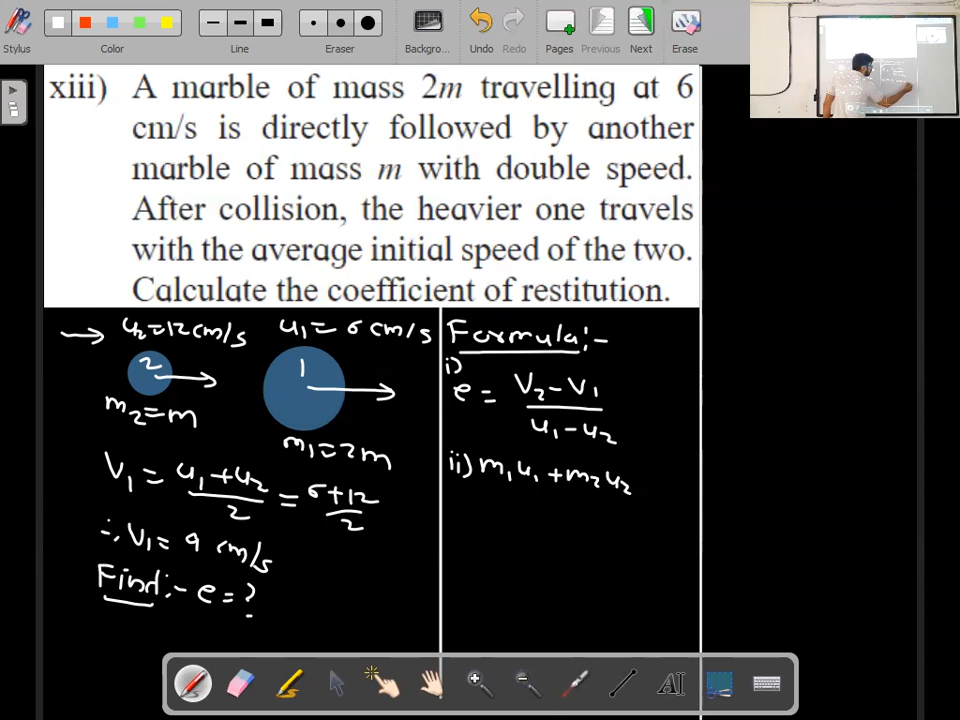 Stylus
Color
Line
Eraser
Backgro...
Undo
Redo
Pages
Previous
Next
Erase
xiii) A marble of mass 2m travelling at 6
cm/s is directly followed by another
marble of mass m with double speed.
After collision, the heavier one travels
with the average initial speed of the two.
Calculate the coefficient of restitution.
→ u₂=12cm/s
u₁= 6 cm/s
2
1
m₂=m
m₁=2m
V₁ = u₁+u₂/2 = 6+12/2
∴ V₁= 9 cm/s
Find:- e=?
Formula:-
i)
e = V₂-V₁/u₁-u₂
ii) m₁u₁+m₂u₂